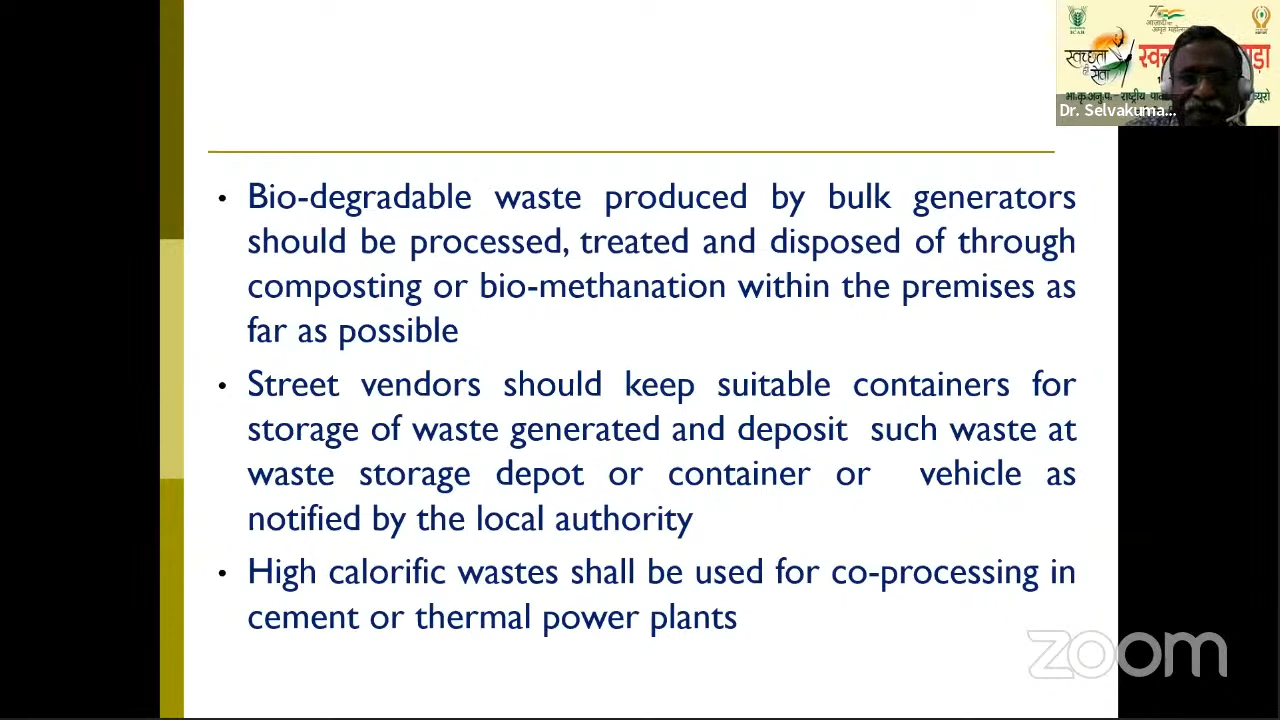 ICAR
स्वच्छता
ही
सेवा
Dr. Selvakuma...
• Bio-degradable waste produced by bulk generators
should be processed, treated and disposed of through
composting or bio-methanation within the premises as
far as possible
• Street vendors should keep suitable containers for
storage of waste generated and deposit such waste at
waste storage depot or container or vehicle as
notified by the local authority
• High calorific wastes shall be used for co-processing in
cement or thermal power plants
zoom